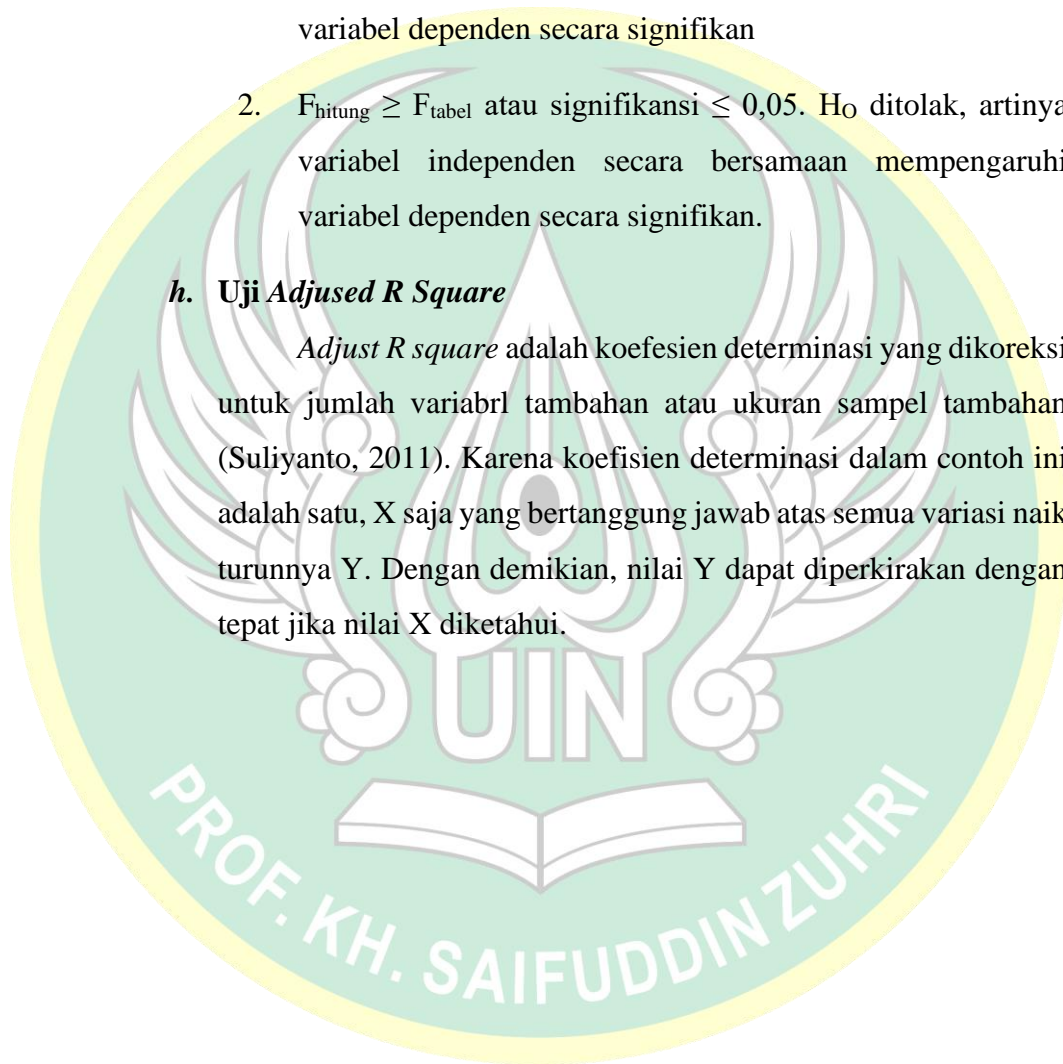 variabel dependen secara signifikan
2. Fhitung ≥ Ftabel atau signifikansi ≤ 0,05. HO ditolak, artinya
variabel independen secara bersamaan mempengaruhi
variabel dependen secara signifikan.
h. Uji Adjused R Square
Adjust R square adalah koefesien determinasi yang dikoreksi
untuk jumlah variabrl tambahan atau ukuran sampel tambahan
(Suliyanto, 2011). Karena koefisien determinasi dalam contoh ini
adalah satu, X saja yang bertanggung jawab atas semua variasi naik
turunnya Y. Dengan demikian, nilai Y dapat diperkirakan dengan
tepat jika nilai X diketahui.
UIN
PROF. KH. SAIFUDDIN ZUHRI